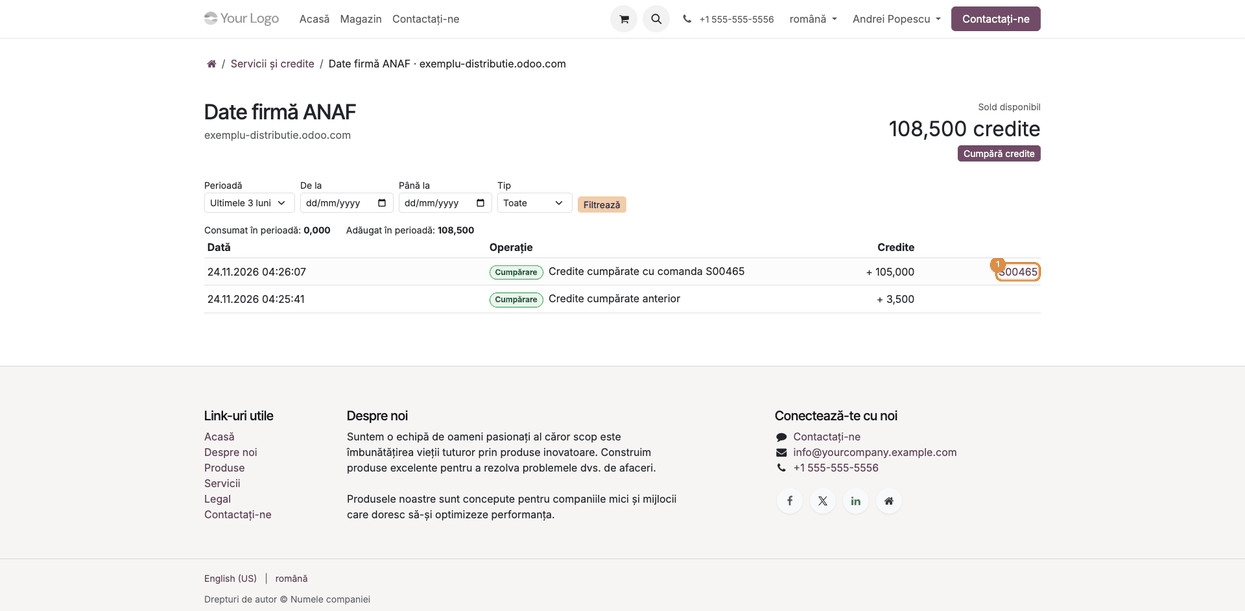 Your Logo Acasă Magazin Contactați-ne +1 555-555-5556 română Andrei Popescu Contactați-ne
/ Servicii și credite / Date firmă ANAF · exemplu-distributie.odoo.com
Date firmă ANAF
exemplu-distributie.odoo.com
Sold disponibil
108,500 credite
Cumpără credite
Perioadă De la Până la Tip
Ultimele 3 luni dd/mm/yyyy dd/mm/yyyy Toate Filtrează
Consumat în perioadă: 0,000 Adăugat în perioadă: 108,500
Dată Operație Credite
24.11.2026 04:26:07 Cumpărare Credite cumpărate cu comanda S00465 + 105,000 1 S00465
24.11.2026 04:25:41 Cumpărare Credite cumpărate anterior + 3,500
Link-uri utile
Acasă
Despre noi
Produse
Servicii
Legal
Contactați-ne
Despre noi
Suntem o echipă de oameni pasionați al căror scop este
îmbunătățirea vieții tuturor prin produse inovatoare. Construim
produse excelente pentru a rezolva problemele dvs. de afaceri.
Produsele noastre sunt concepute pentru companiile mici și mijlocii
care doresc să-și optimizeze performanța.
Conectează-te cu noi
Contactați-ne
info@yourcompany.example.com
+1 555-555-5556
English (US) | română
Drepturi de autor © Numele companiei